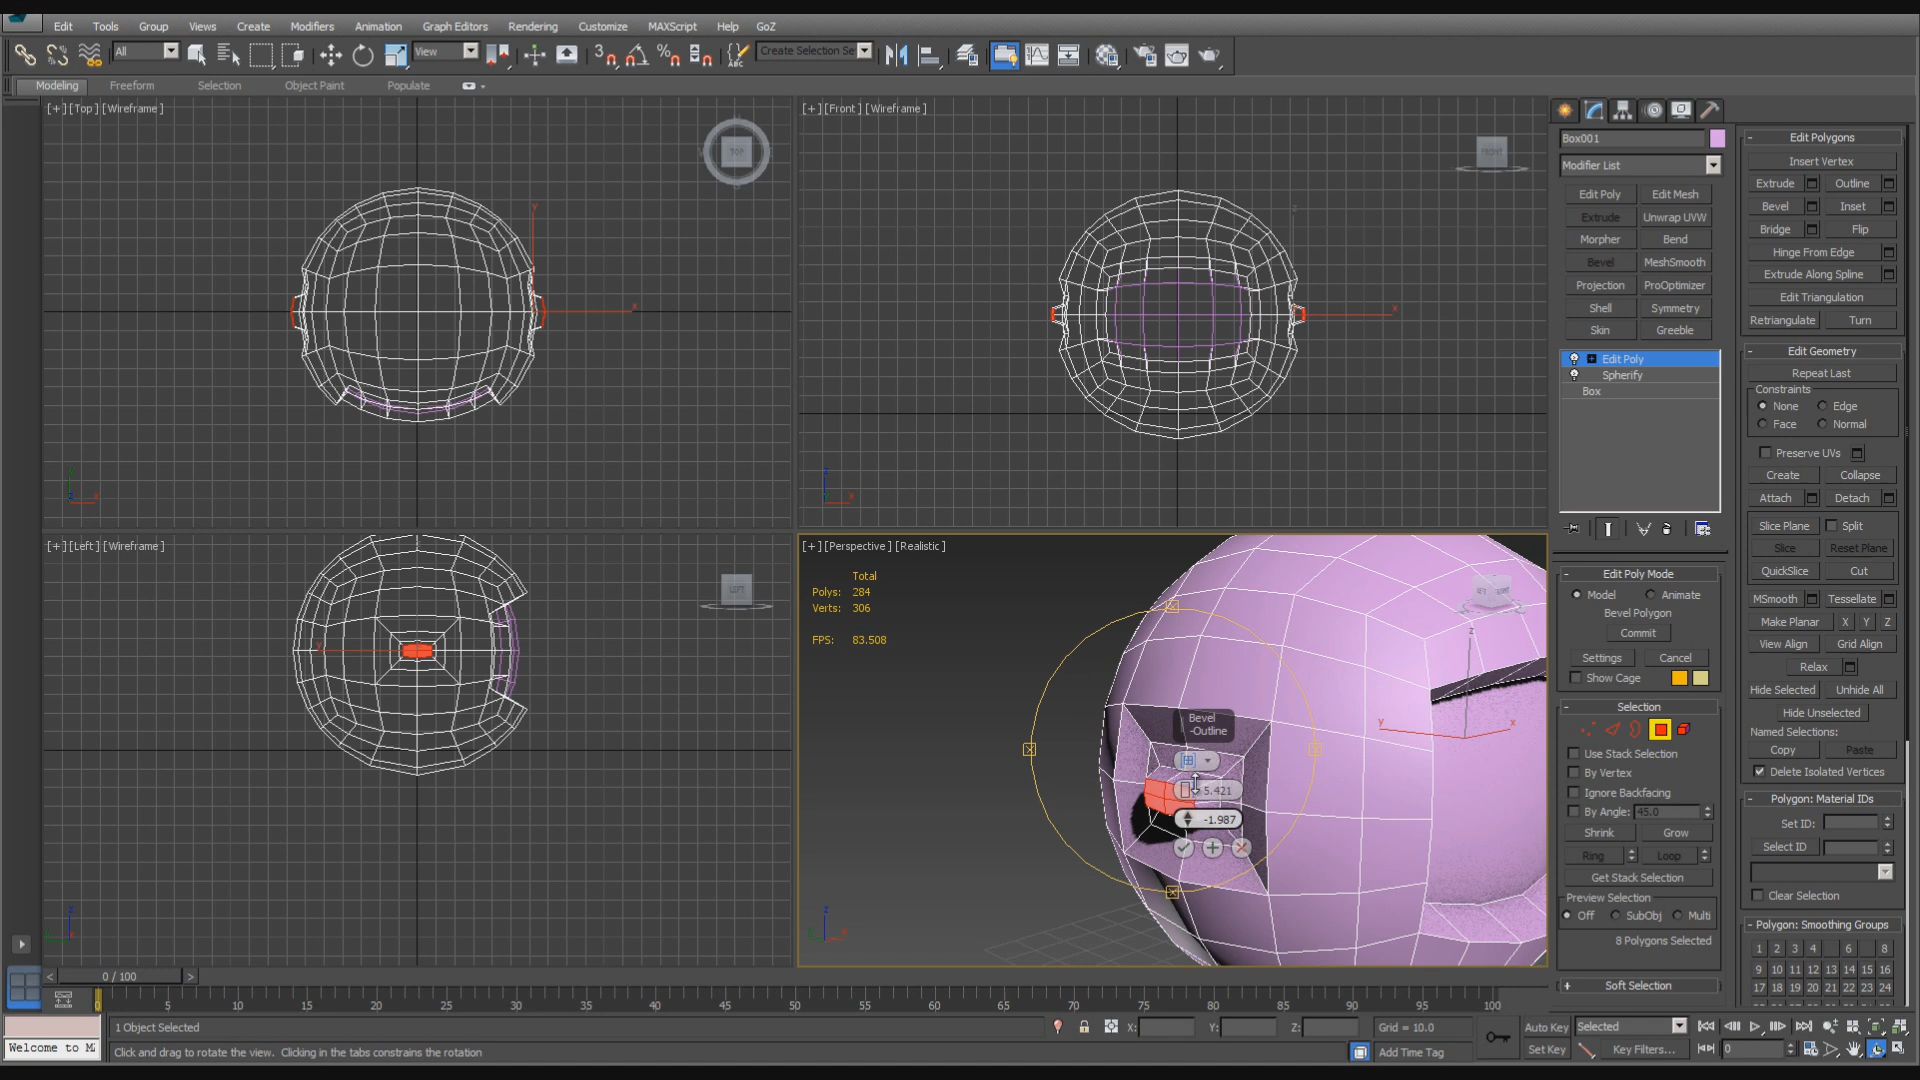 Edit Tools Group Views Create Modifiers Animation Graph Editors Rendering Customize MAXScript Help GoZ
All View 3 % ABC Create Selection Se
Modeling Freeform Selection Object Paint Populate
[+][Top][Wireframe]
TOP
[+][Front][Wireframe]
FRONT
y
x
z
x
[+][Left][Wireframe]
LEFT
y
[+][Perspective][Realistic]
Total
Polys: 284
Verts: 306
FPS: 83.508
z
y
x
Bevel
-Outline
5.421
-1.987
Box001
Modifier List
Edit Poly Edit Mesh
Extrude Unwrap UVW
Morpher Bend
Bevel MeshSmooth
Projection ProOptimizer
Shell Symmetry
Skin Greeble
Edit Poly
Spherify
Box
- Edit Poly Mode
Model Animate
Bevel Polygon
Commit
Settings Cancel
Show Cage
- Selection
Use Stack Selection
By Vertex
Ignore Backfacing
By Angle: 45.0
Shrink Grow
Ring Loop
Get Stack Selection
Preview Selection
Off SubObj Multi
8 Polygons Selected
+ Soft Selection
- Edit Polygons
Insert Vertex
Extrude Outline
Bevel Inset
Bridge Flip
Hinge From Edge
Extrude Along Spline
Edit Triangulation
Retriangulate Turn
- Edit Geometry
Repeat Last
Constraints
None Edge
Face Normal
Preserve UVs
Create Collapse
Attach Detach
Slice Plane Split
Slice Reset Plane
QuickSlice Cut
MSmooth Tessellate
Make Planar X Y Z
View Align Grid Align
Relax
Hide Selected Unhide All
Hide Unselected
Named Selections:
Copy Paste
Delete Isolated Vertices
- Polygon: Material IDs
Set ID:
Select ID
Clear Selection
- Polygon: Smoothing Groups
1 2 3 4 6 8
9 10 11 12 13 14 15 16
17 18 19 20 21 22 23 24
< 0 / 100 >
0 5 10 15 20 25 30 35 40 45 50 55 60 65 70 75 80 85 90 95 100
1 Object Selected
X: Y: Z: Grid = 10.0
Auto Key Selected
Welcome to M
Click and drag to rotate the view. Clicking in the tabs constrains the rotation
Add Time Tag
Set Key Key Filters... 0